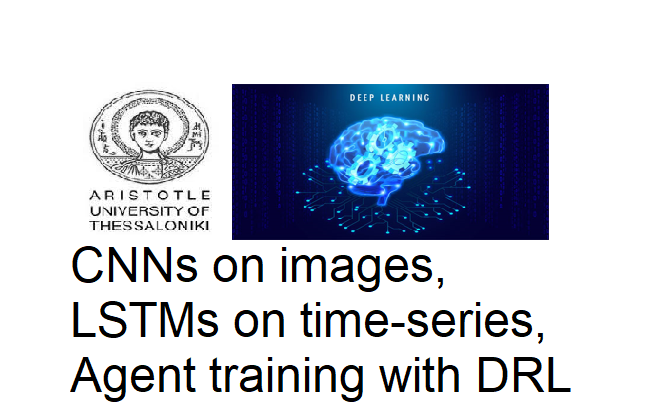 DEEP LEARNING
ARISTOTLE
UNIVERSITY OF
THESSALONIKI
CNNs on images,
LSTMs on time-series,
Agent training with DRL